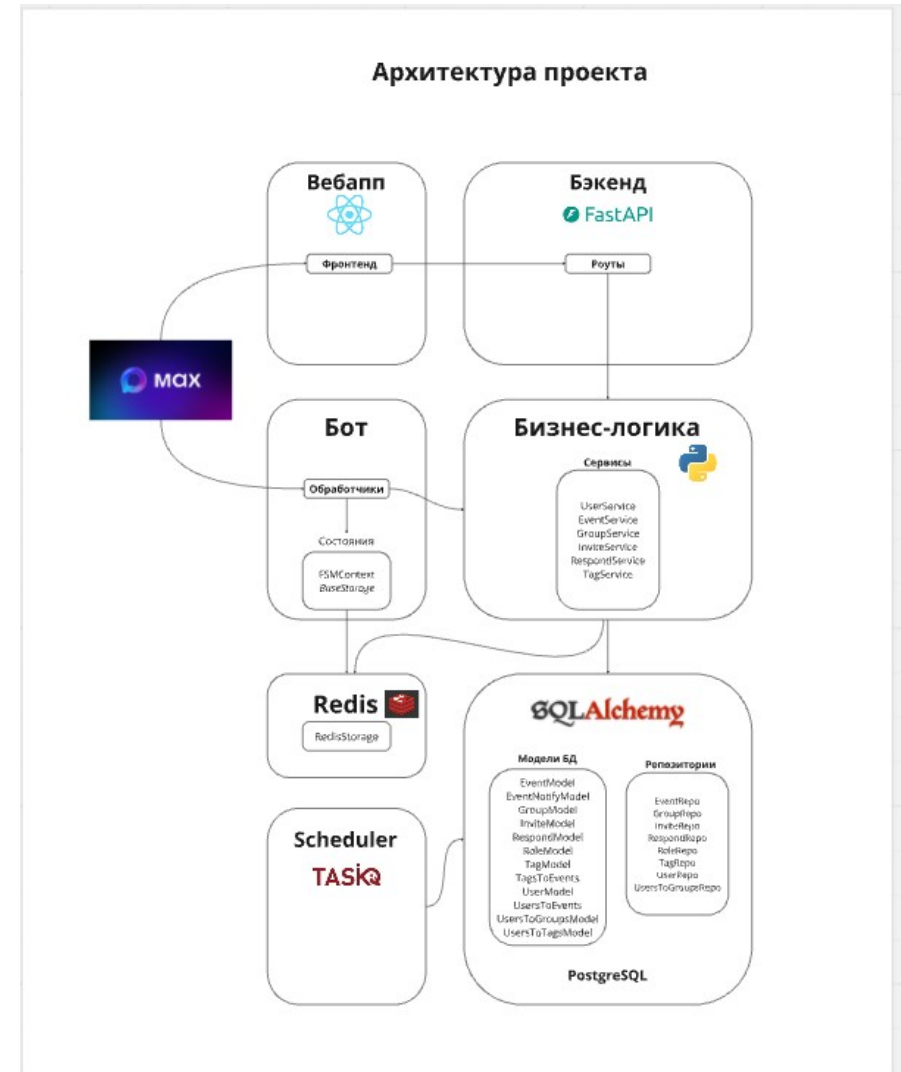 Архитектура проекта
Вебапп
Фронтенд
Бэкенд
FastAPI
Роуты
мах
Бот
Обработчики
Состояния
FSMContext
BaseStorage
Бизнес-логика
Сервисы
UserService
EventService
GroupService
InviteService
RespondService
TagService
Redis
RedisStorage
Scheduler
TASIQ
SQLAlchemy
Модели БД
EventModel
EventNotifyModel
GroupModel
InviteModel
RespondModel
RoleModel
TagModel
TagsToEvents
UserModel
UsersToEvents
UsersToGroupsModel
UsersToTagsModel
Репозитории
EventRepo
GroupRepo
InviteRepo
RespondRepo
RoleRepo
TagRepo
UserRepo
UsersToGroupsRepo
PostgreSQL